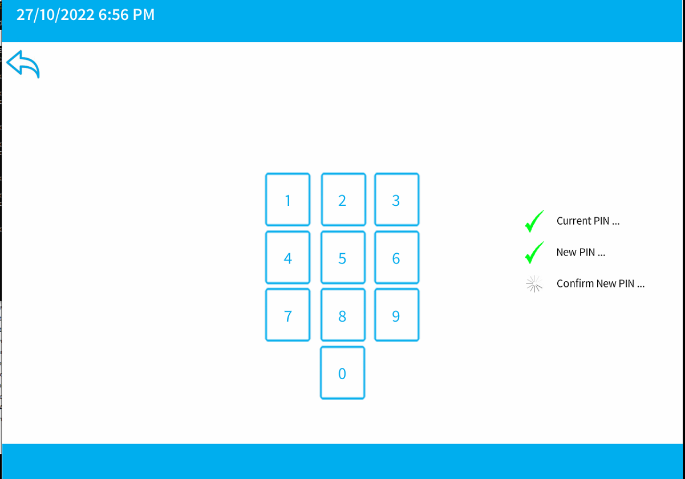 27/10/2022 6:56 PM
1 2 3
4 5 6
7 8 9
0
Current PIN ...
New PIN ...
Confirm New PIN ...